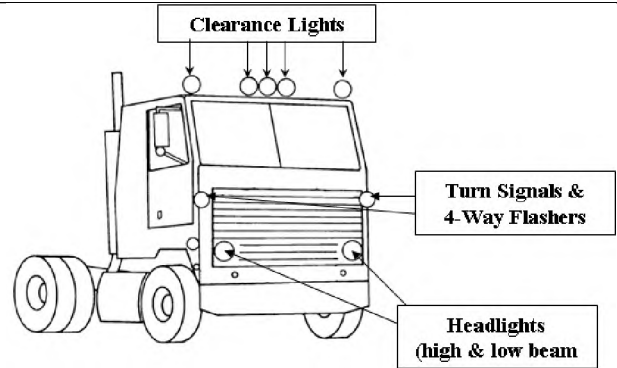 Clearance Lights
Turn Signals &
4-Way Flashers
Headlights
(high & low beam